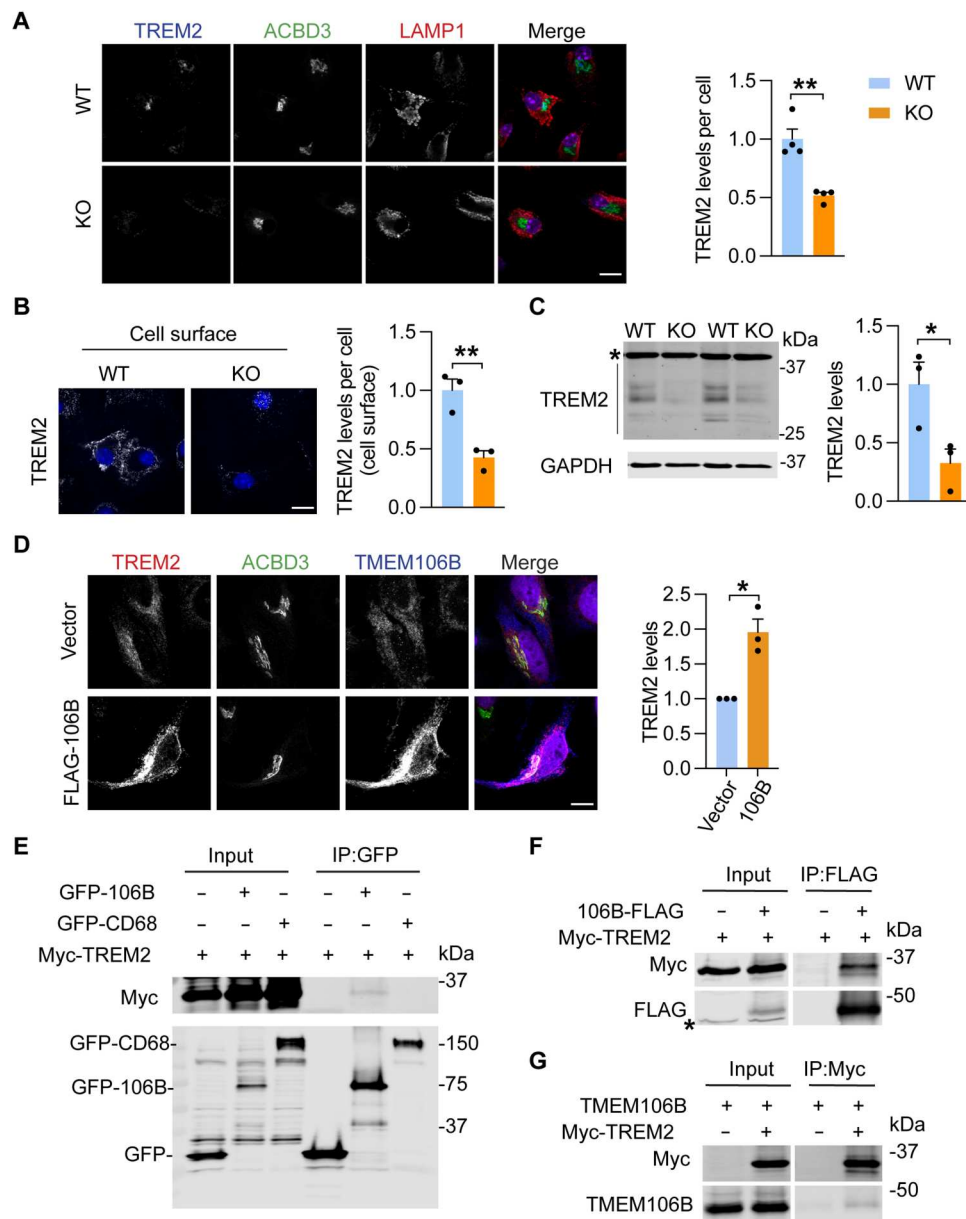 A
TREM2 ACBD3 LAMP1 Merge
WT
KO
TREM2 levels per cell
1.5
1.0
0.5
0.0
**
WT
KO
B
Cell surface
WT KO
TREM2
TREM2 levels per cell
(cell surface)
1.5
1.0
0.5
0.0
**
C
WT KO WT KO kDa
*
-37
TREM2
-25
GAPDH -37
TREM2 levels
1.5
1.0
0.5
0.0
*
D
TREM2 ACBD3 TMEM106B Merge
Vector
FLAG-106B
TREM2 levels
2.5
2.0
1.5
1.0
0.5
0.0
*
Vector 106B
E
Input IP:GFP
GFP-106B – + – – + –
GFP-CD68 – – + – – +
Myc-TREM2 + + + + + + kDa
-37
Myc
GFP-CD68- -150
GFP-106B- -75
-37
GFP-
F
Input IP:FLAG
106B-FLAG – + – +
Myc-TREM2 + + + + kDa
Myc -37
-50
FLAG
*
G
Input IP:Myc
TMEM106B + + + +
Myc-TREM2 – + – + kDa
Myc -37
-50
TMEM106B